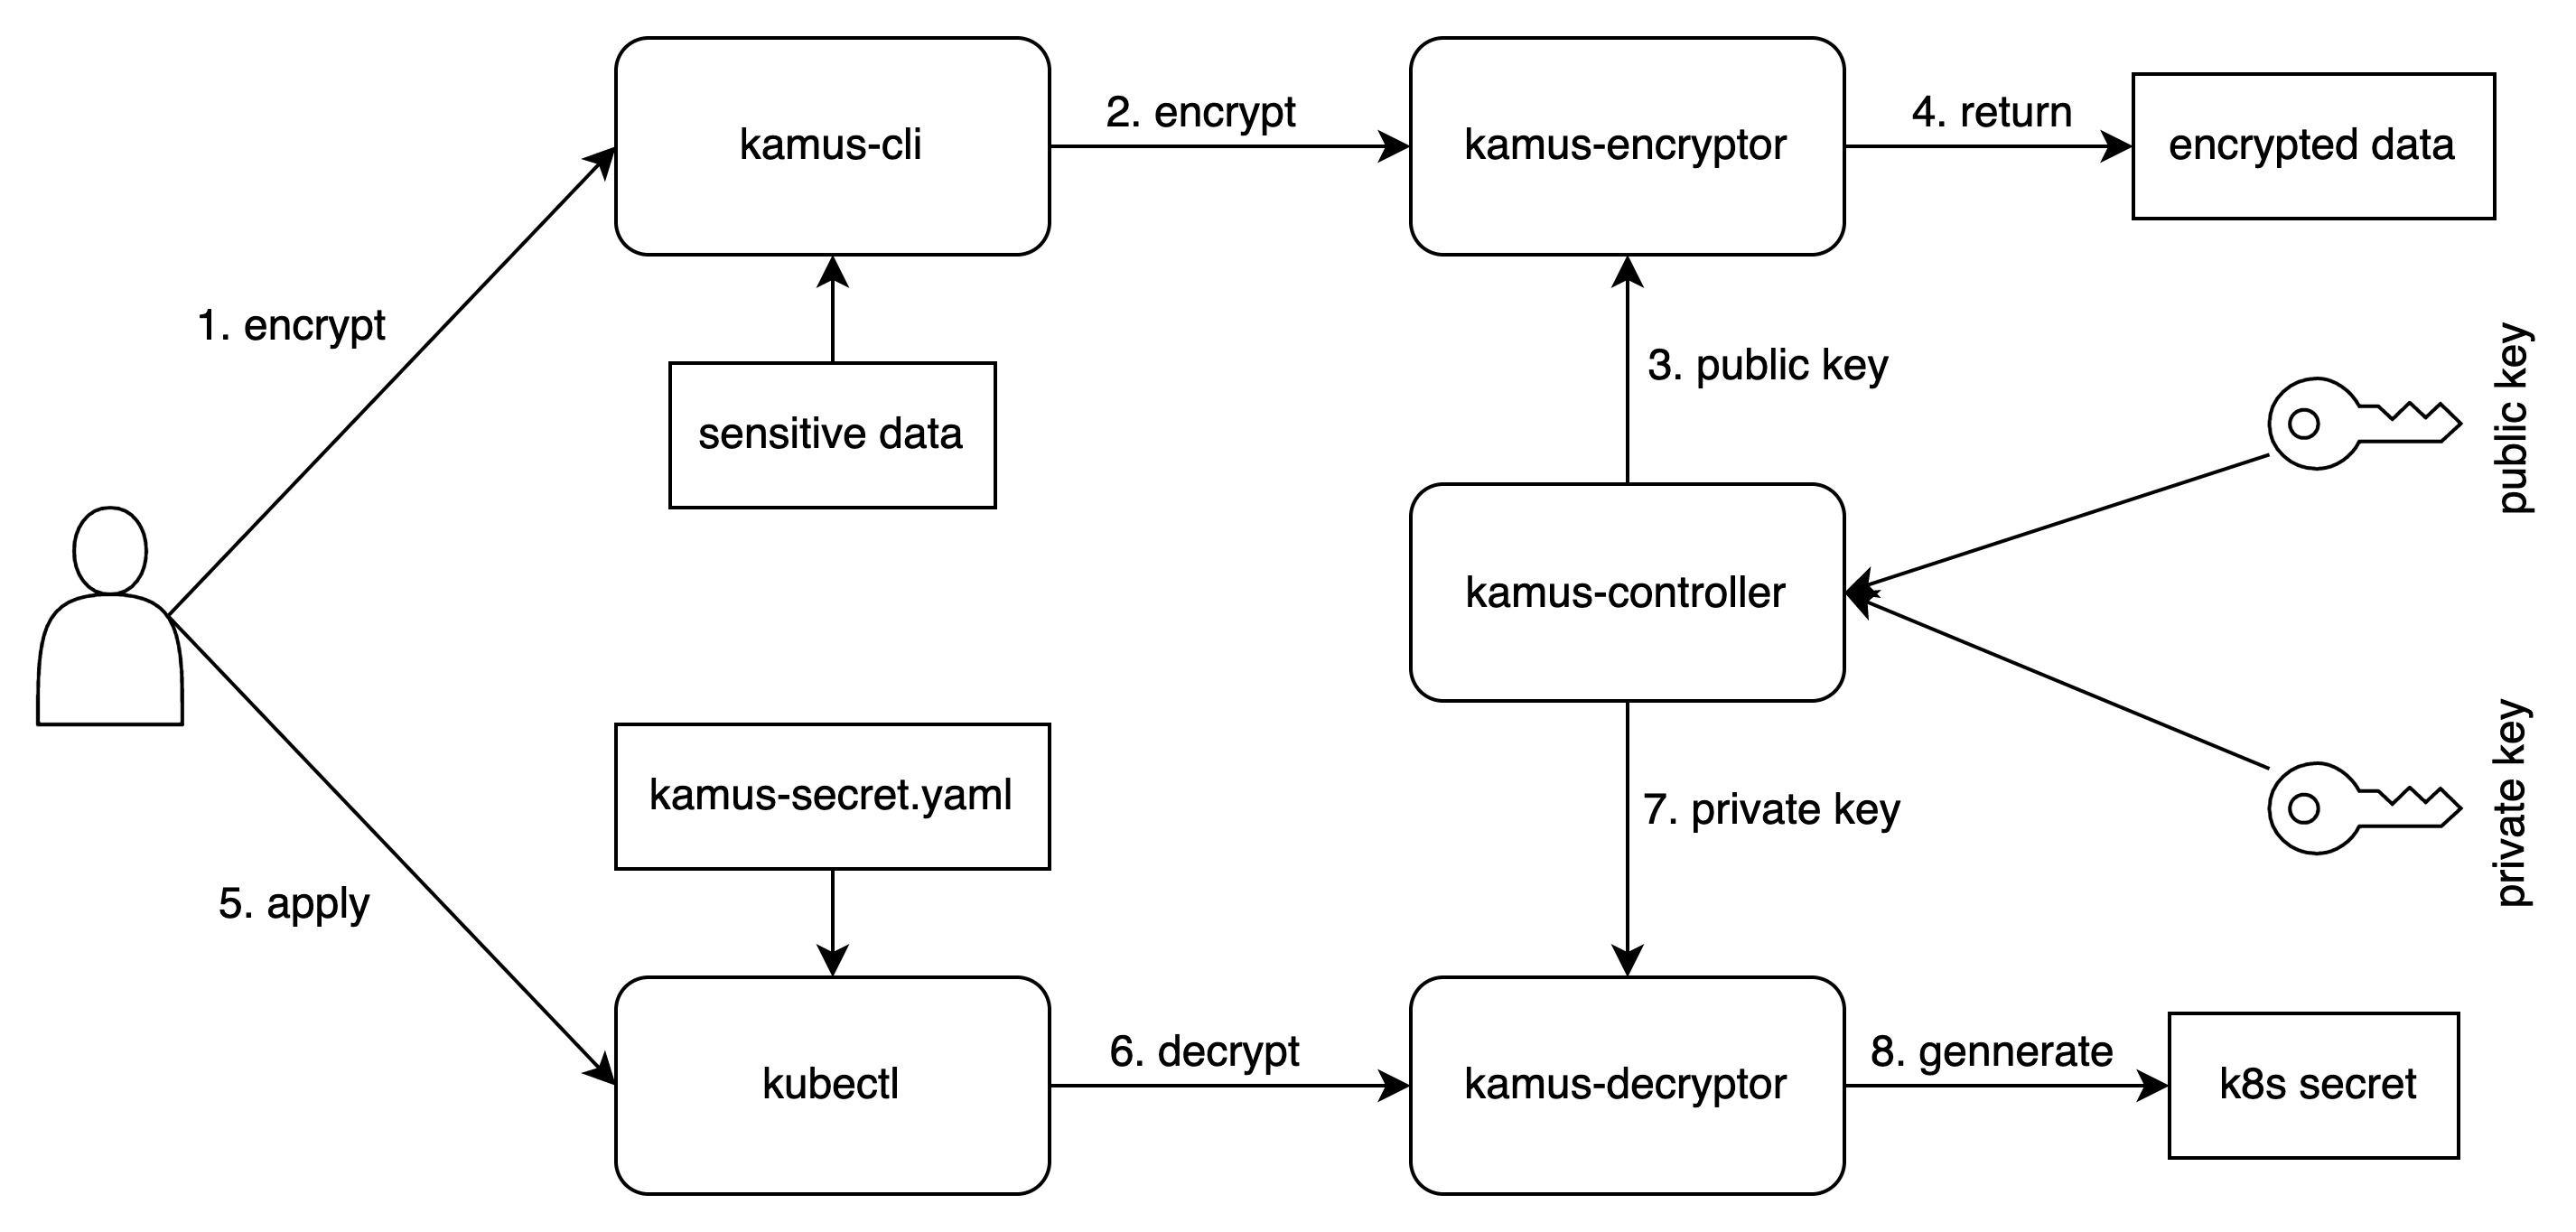 kamus-cli
2. encrypt
kamus-encryptor
4. return
encrypted data
1. encrypt
sensitive data
3. public key
public key
kamus-controller
kamus-secret.yaml
7. private key
private key
5. apply
kubectl
6. decrypt
kamus-decryptor
8. gennerate
k8s secret